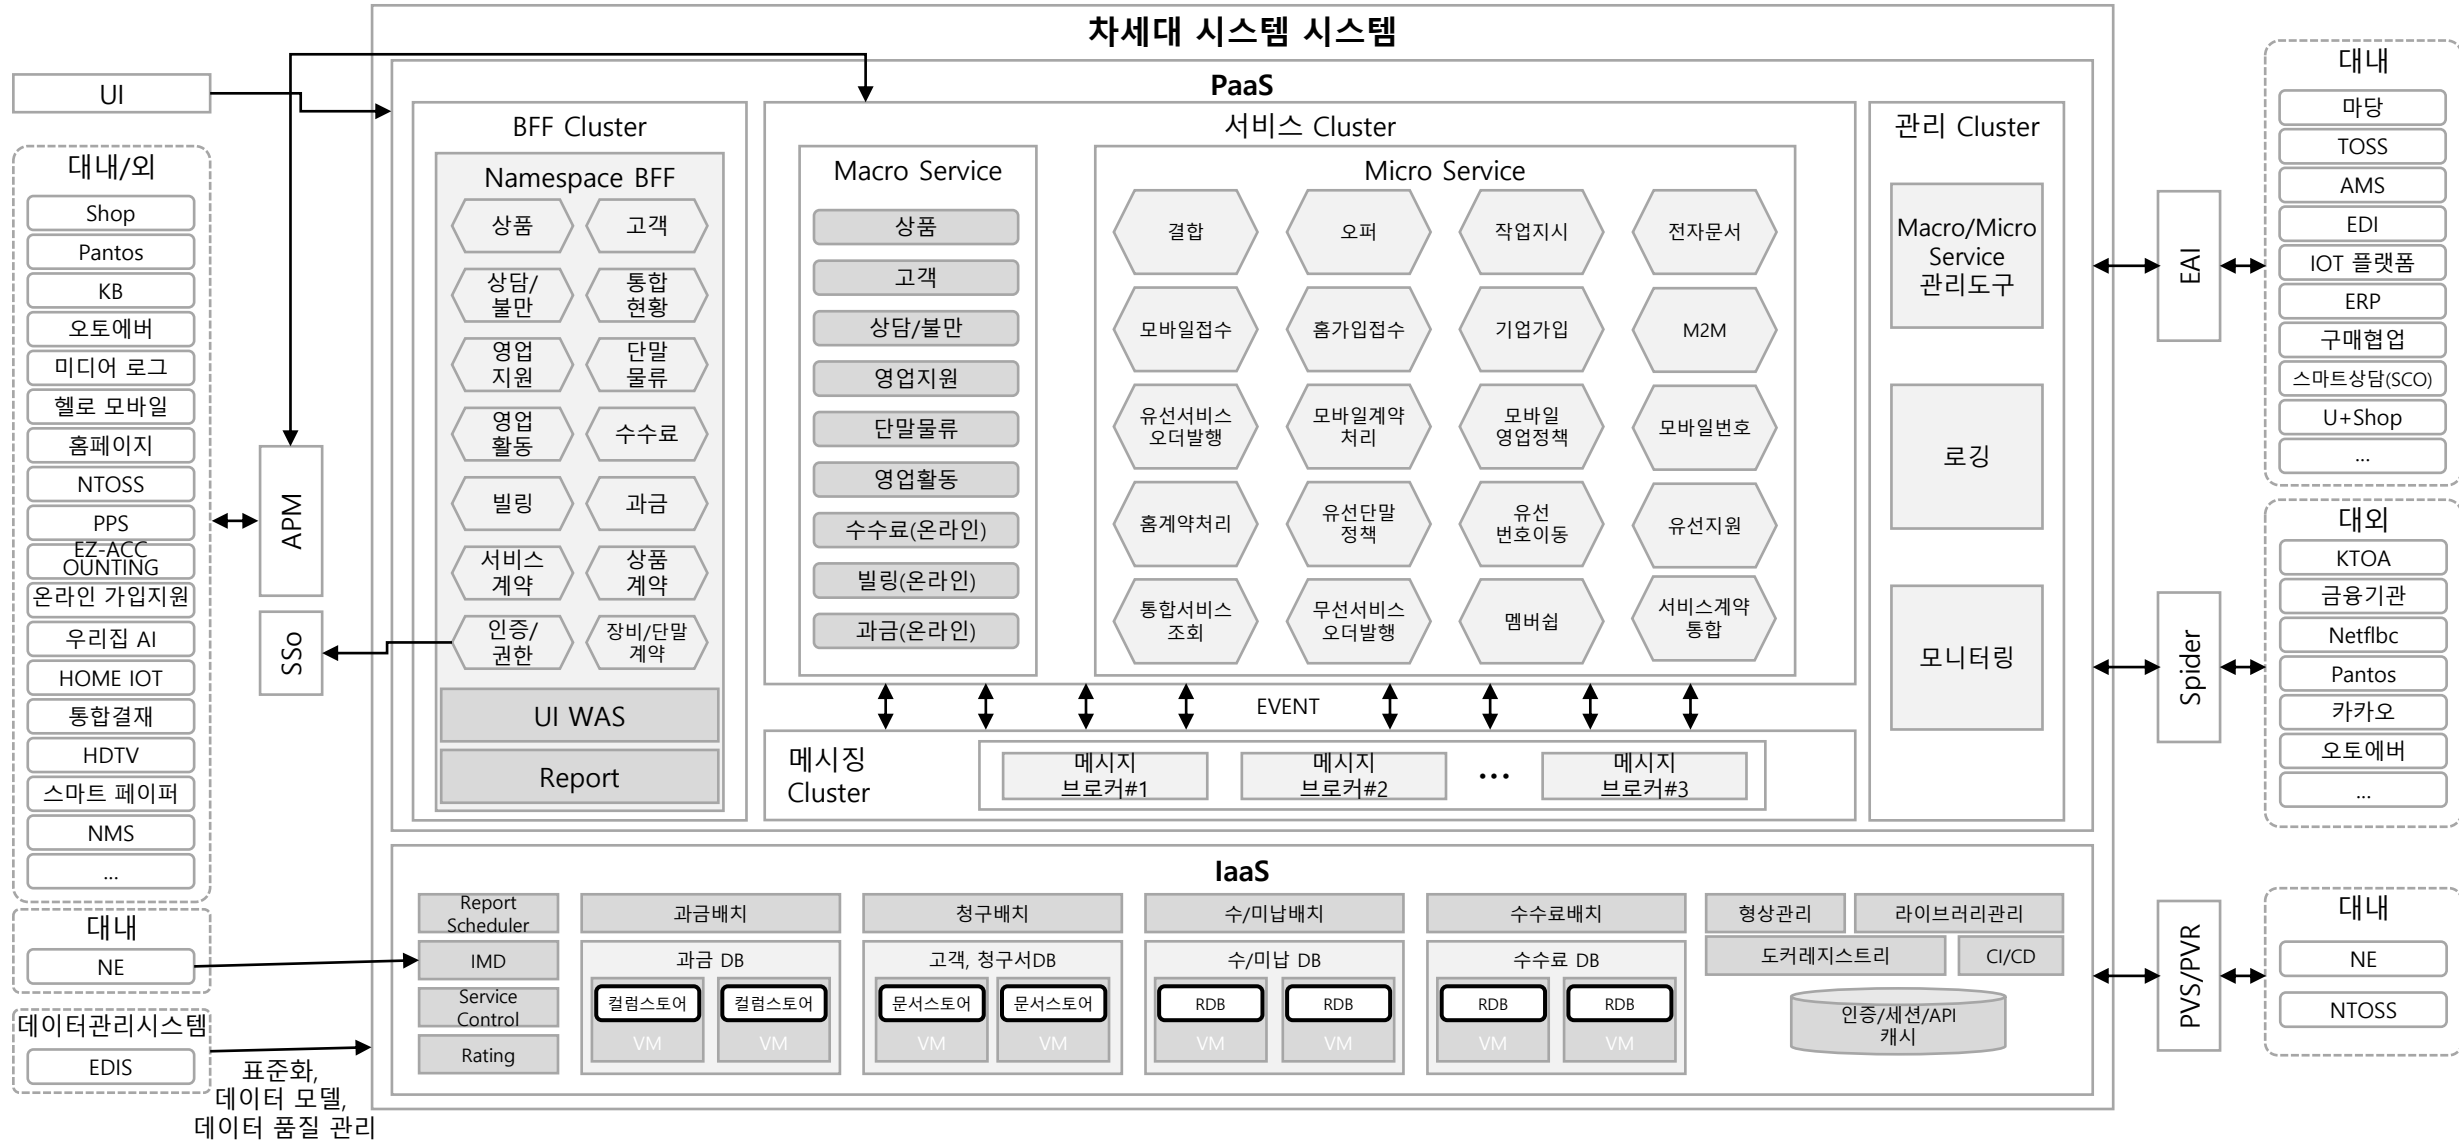 차세대 시스템 시스템
UI
대내/외
Shop
Pantos
KB
오토에버
미디어 로그
헬로 모바일
홈페이지
NTOSS
PPS
EZ-ACC
OUNTING
온라인 가입지원
우리집 AI
HOME IOT
통합결재
HDTV
스마트 페이퍼
NMS
...
대내
NE
데이터관리시스템
EDIS
표준화,
데이터 모델,
데이터 품질 관리
APM
SSo
PaaS
BFF Cluster
Namespace BFF
상품
고객
상담/
불만
통합
현황
영업
지원
단말
물류
영업
활동
수수료
빌링
과금
서비스
계약
상품
계약
인증/
권한
장비/단말
계약
UI WAS
Report
서비스 Cluster
Macro Service
상품
고객
상담/불만
영업지원
단말물류
영업활동
수수료(온라인)
빌링(온라인)
과금(온라인)
Micro Service
결합
오퍼
작업지시
전자문서
모바일접수
홈가입접수
기업가입
M2M
유선서비스
오더발행
모바일계약
처리
모바일
영업정책
모바일번호
홈계약처리
유선단말
정책
유선
번호이동
유선지원
통합서비스
조회
무선서비스
오더발행
멤버쉽
서비스계약
통합
EVENT
메시징
Cluster
메시지
브로커#1
메시지
브로커#2
...
메시지
브로커#3
관리 Cluster
Macro/Micro
Service
관리도구
로깅
모니터링
IaaS
Report
Scheduler
IMD
Service
Control
Rating
과금배치
과금 DB
컬럼스토어
컬럼스토어
VM
VM
청구배치
고객, 청구서DB
문서스토어
문서스토어
VM
VM
수/미납배치
수/미납 DB
RDB
RDB
VM
VM
수수료배치
수수료 DB
RDB
RDB
VM
VM
형상관리
라이브러리관리
도커레지스트리
CI/CD
인증/세션/API
캐시
EAI
Spider
PVS/PVR
대내
마당
TOSS
AMS
EDI
IOT 플랫폼
ERP
구매협업
스마트상담(SCO)
U+Shop
...
대외
KTOA
금융기관
Netflbc
Pantos
카카오
오토에버
...
대내
NE
NTOSS